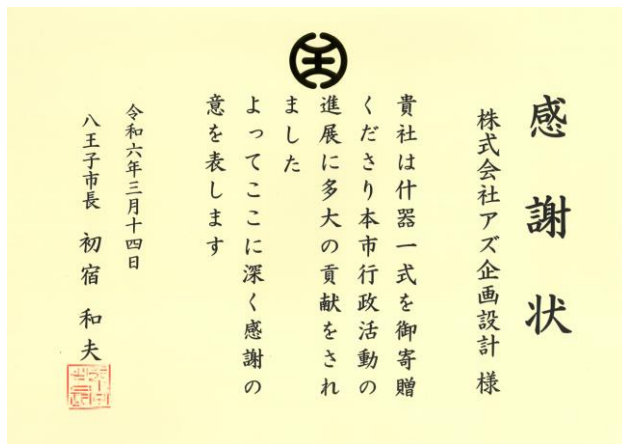 感謝状
株式会社アズ企画設計 様
貴社は什器一式を御寄贈
くださり本市行政活動の
進展に多大の貢献をされ
ました
よってここに深く感謝の
意を表します
令和六年三月十四日
八王子市長 初宿 和夫